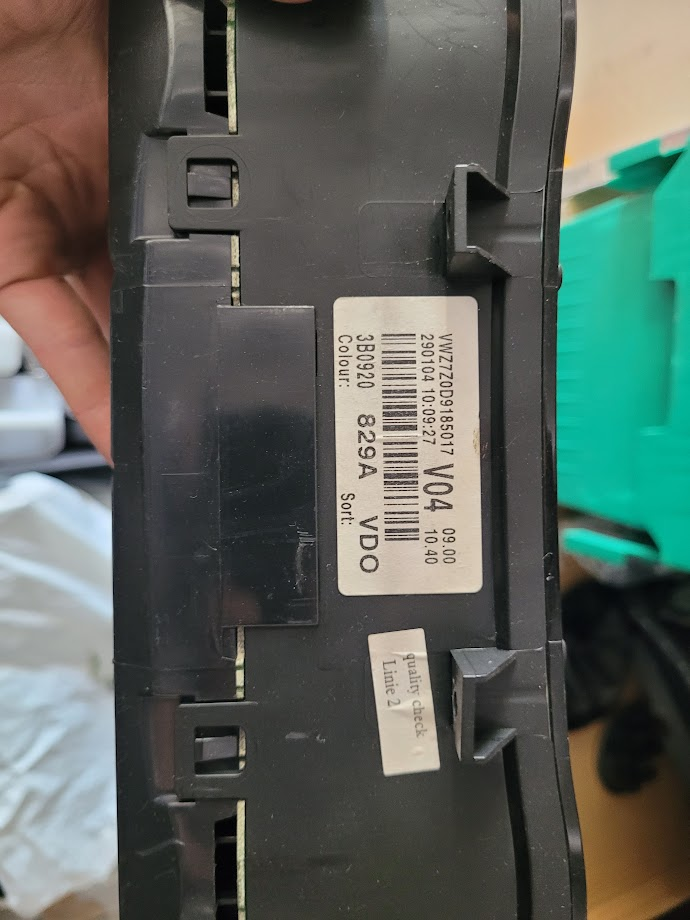 VWZ7Z0D9185017 V04 09.00
290104 10:09:27 10.40
3B0920 829A VDO
Colour: Sort:
quality check
Linie 2